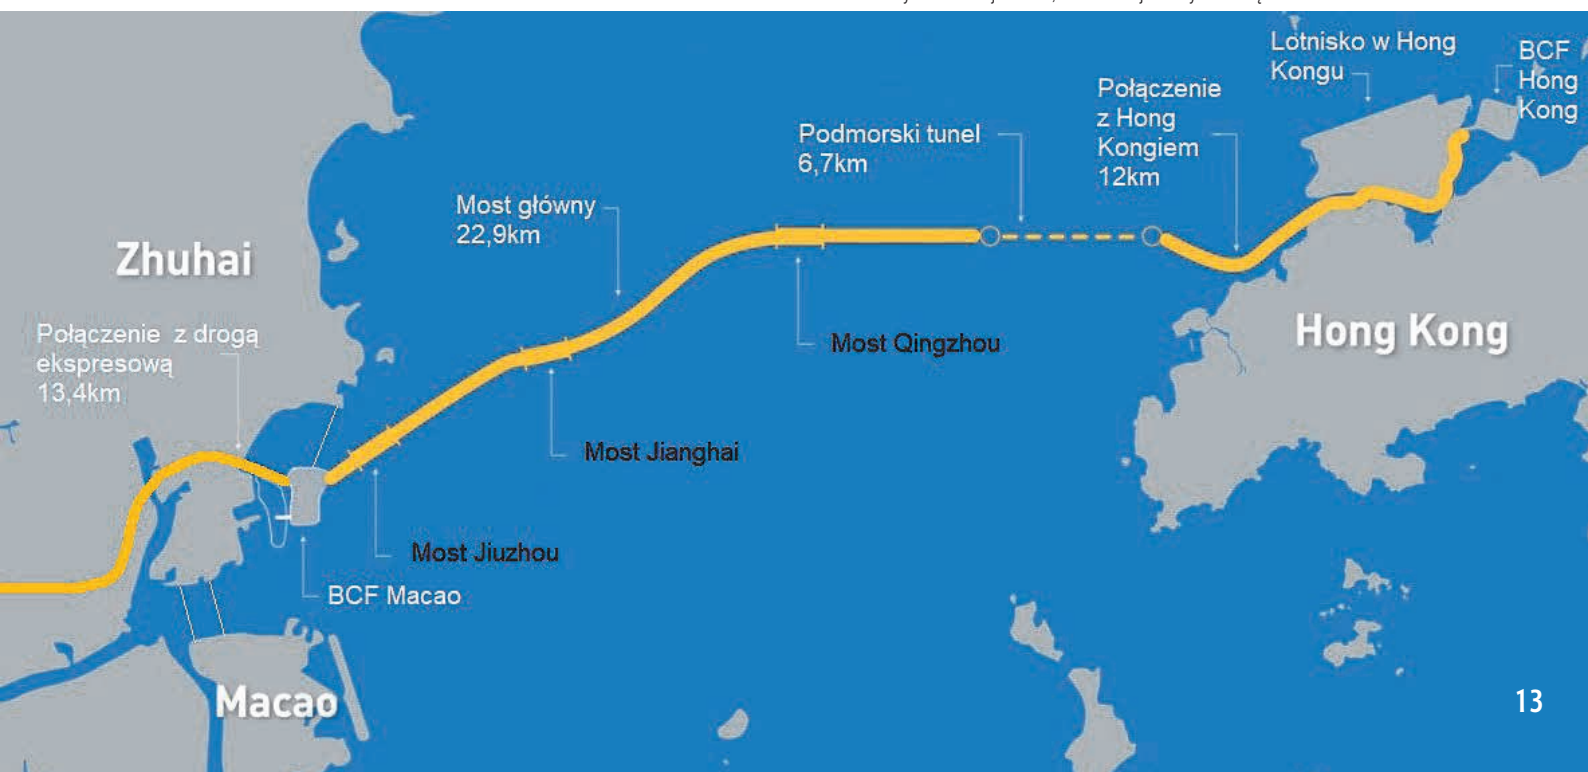 Lotnisko w Hong
Kongu
BCF
Hong
Kong
Połączenie
z Hong
Kongiem
12km
Podmorski tunel
6,7km
Most główny
22,9km
Zhuhai
Połączenie z drogą
ekspresową
13,4km
Most Qingzhou
Hong Kong
Most Jianghai
Most Jiuzhou
BCF Macao
Macao
13